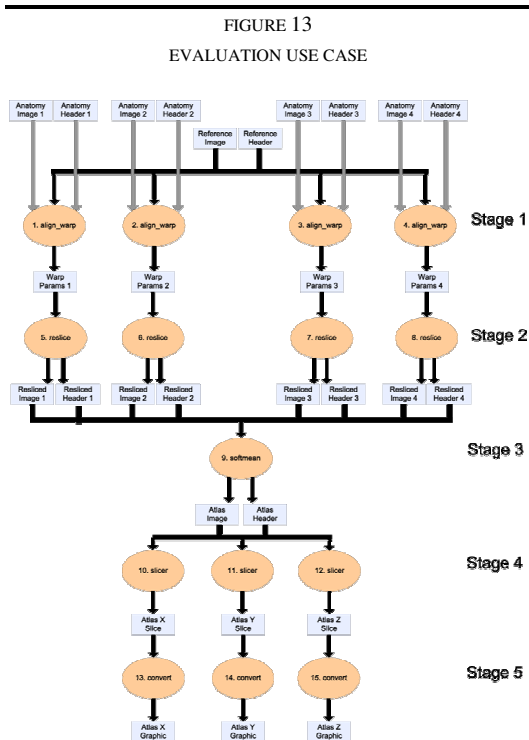 FIGURE 13
EVALUATION USE CASE
Anatomy Image 1
Anatomy Header 1
Anatomy Image 2
Anatomy Header 2
Anatomy Image 3
Anatomy Header 3
Anatomy Image 4
Anatomy Header 4
Reference Image
Reference Header
1. align_warp
2. align_warp
3. align_warp
4. align_warp
Stage 1
Warp Params 1
Warp Params 2
Warp Params 3
Warp Params 4
5. reslice
6. reslice
7. reslice
8. reslice
Stage 2
Resliced Image 1
Resliced Header 1
Resliced Image 2
Resliced Header 2
Resliced Image 3
Resliced Header 3
Resliced Image 4
Resliced Header 4
9. softmean
Stage 3
Atlas Image
Atlas Header
10. slicer
11. slicer
12. slicer
Stage 4
Atlas X Slice
Atlas Y Slice
Atlas Z Slice
13. convert
14. convert
15. convert
Stage 5
Atlas X Graphic
Atlas Y Graphic
Atlas Z Graphic